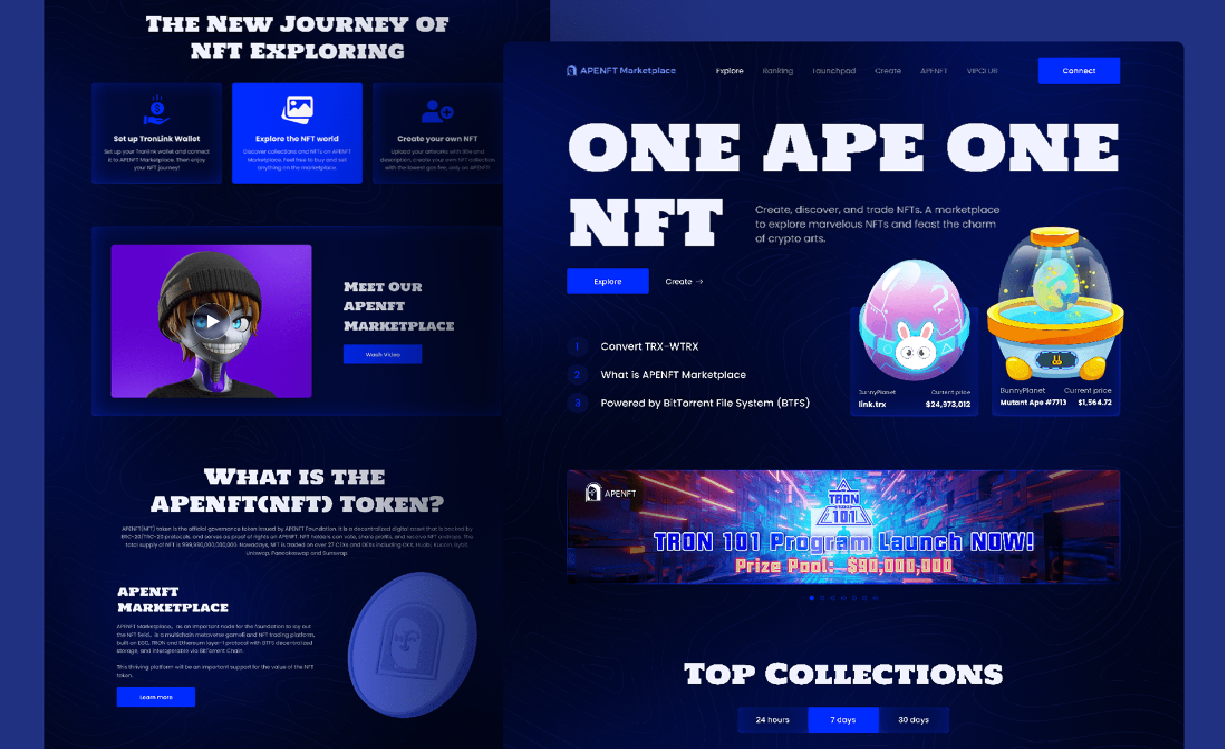 The New Journey of
NFT Exploring
Set up TronLink Wallet
Set up your TronLink wallet and connect
it to APENFT Marketplace. Then enjoy
your NFT journey!
Explore the NFT world
Discover collections and NFTs on APENFT
Marketplace. Feel free to buy and sell
anything on the marketplace.
Create your own NFT
Upload your artworks with title and
description, create your own NFT collection
with the lowest gas fee, only on APENFT!
Meet Our
APENFT
Marketplace
Watch Video
What is the
APENFT(NFT) Token?
APENFT(NFT) token is the official governance token issued by APENFT Foundation. It is a decentralized digital asset that is backed by
ERC-20/TRC-20 protocols, and serves as proof of rights on APENFT. NFT holders can vote, share profits, and receive NFT airdrops. The
total supply of NFT is Nowadays, NFT is traded on over 27 CEXs and DEXs including OKX, Huobi, Kucoin, Bybit,
Uniswap, Pancakeswap and Sunswap.
APENFT
Marketplace
APENFT Marketplace, as an important node for the foundation to lay out
the NFT field, is a multichain metaverse gamefi and NFT trading platform,
built on BSC, TRON and Ethereum layer-1 protocol with BTFS decentralized
storage, and interoperable via BitTorrent Chain.
This thriving platform will be an important support for the value of the NFT
token.
Learn more
APENFT Marketplace
Explore
Ranking
Launchpad
Create
APENFT
VIPCLUB
Connect
ONE APE ONE
NFT
Create, discover, and trade NFTs. A marketplace
to explore marvelous NFTs and feast the charm
of crypto arts.
Explore
Create →
1 Convert TRX-WTRX
2 What is APENFT Marketplace
3 Powered by BitTorrent File System (BTFS)
BunnyPlanet Current price
link.trx $24,973,012
BunnyPlanet Current price
Mutant Ape #7713 $1,564.72
APENFT
TRON
101
TRON 101 Program Launch NOW!
Prize Pool: $90,000,000
Top Collections
24 hours
7 days
30 days